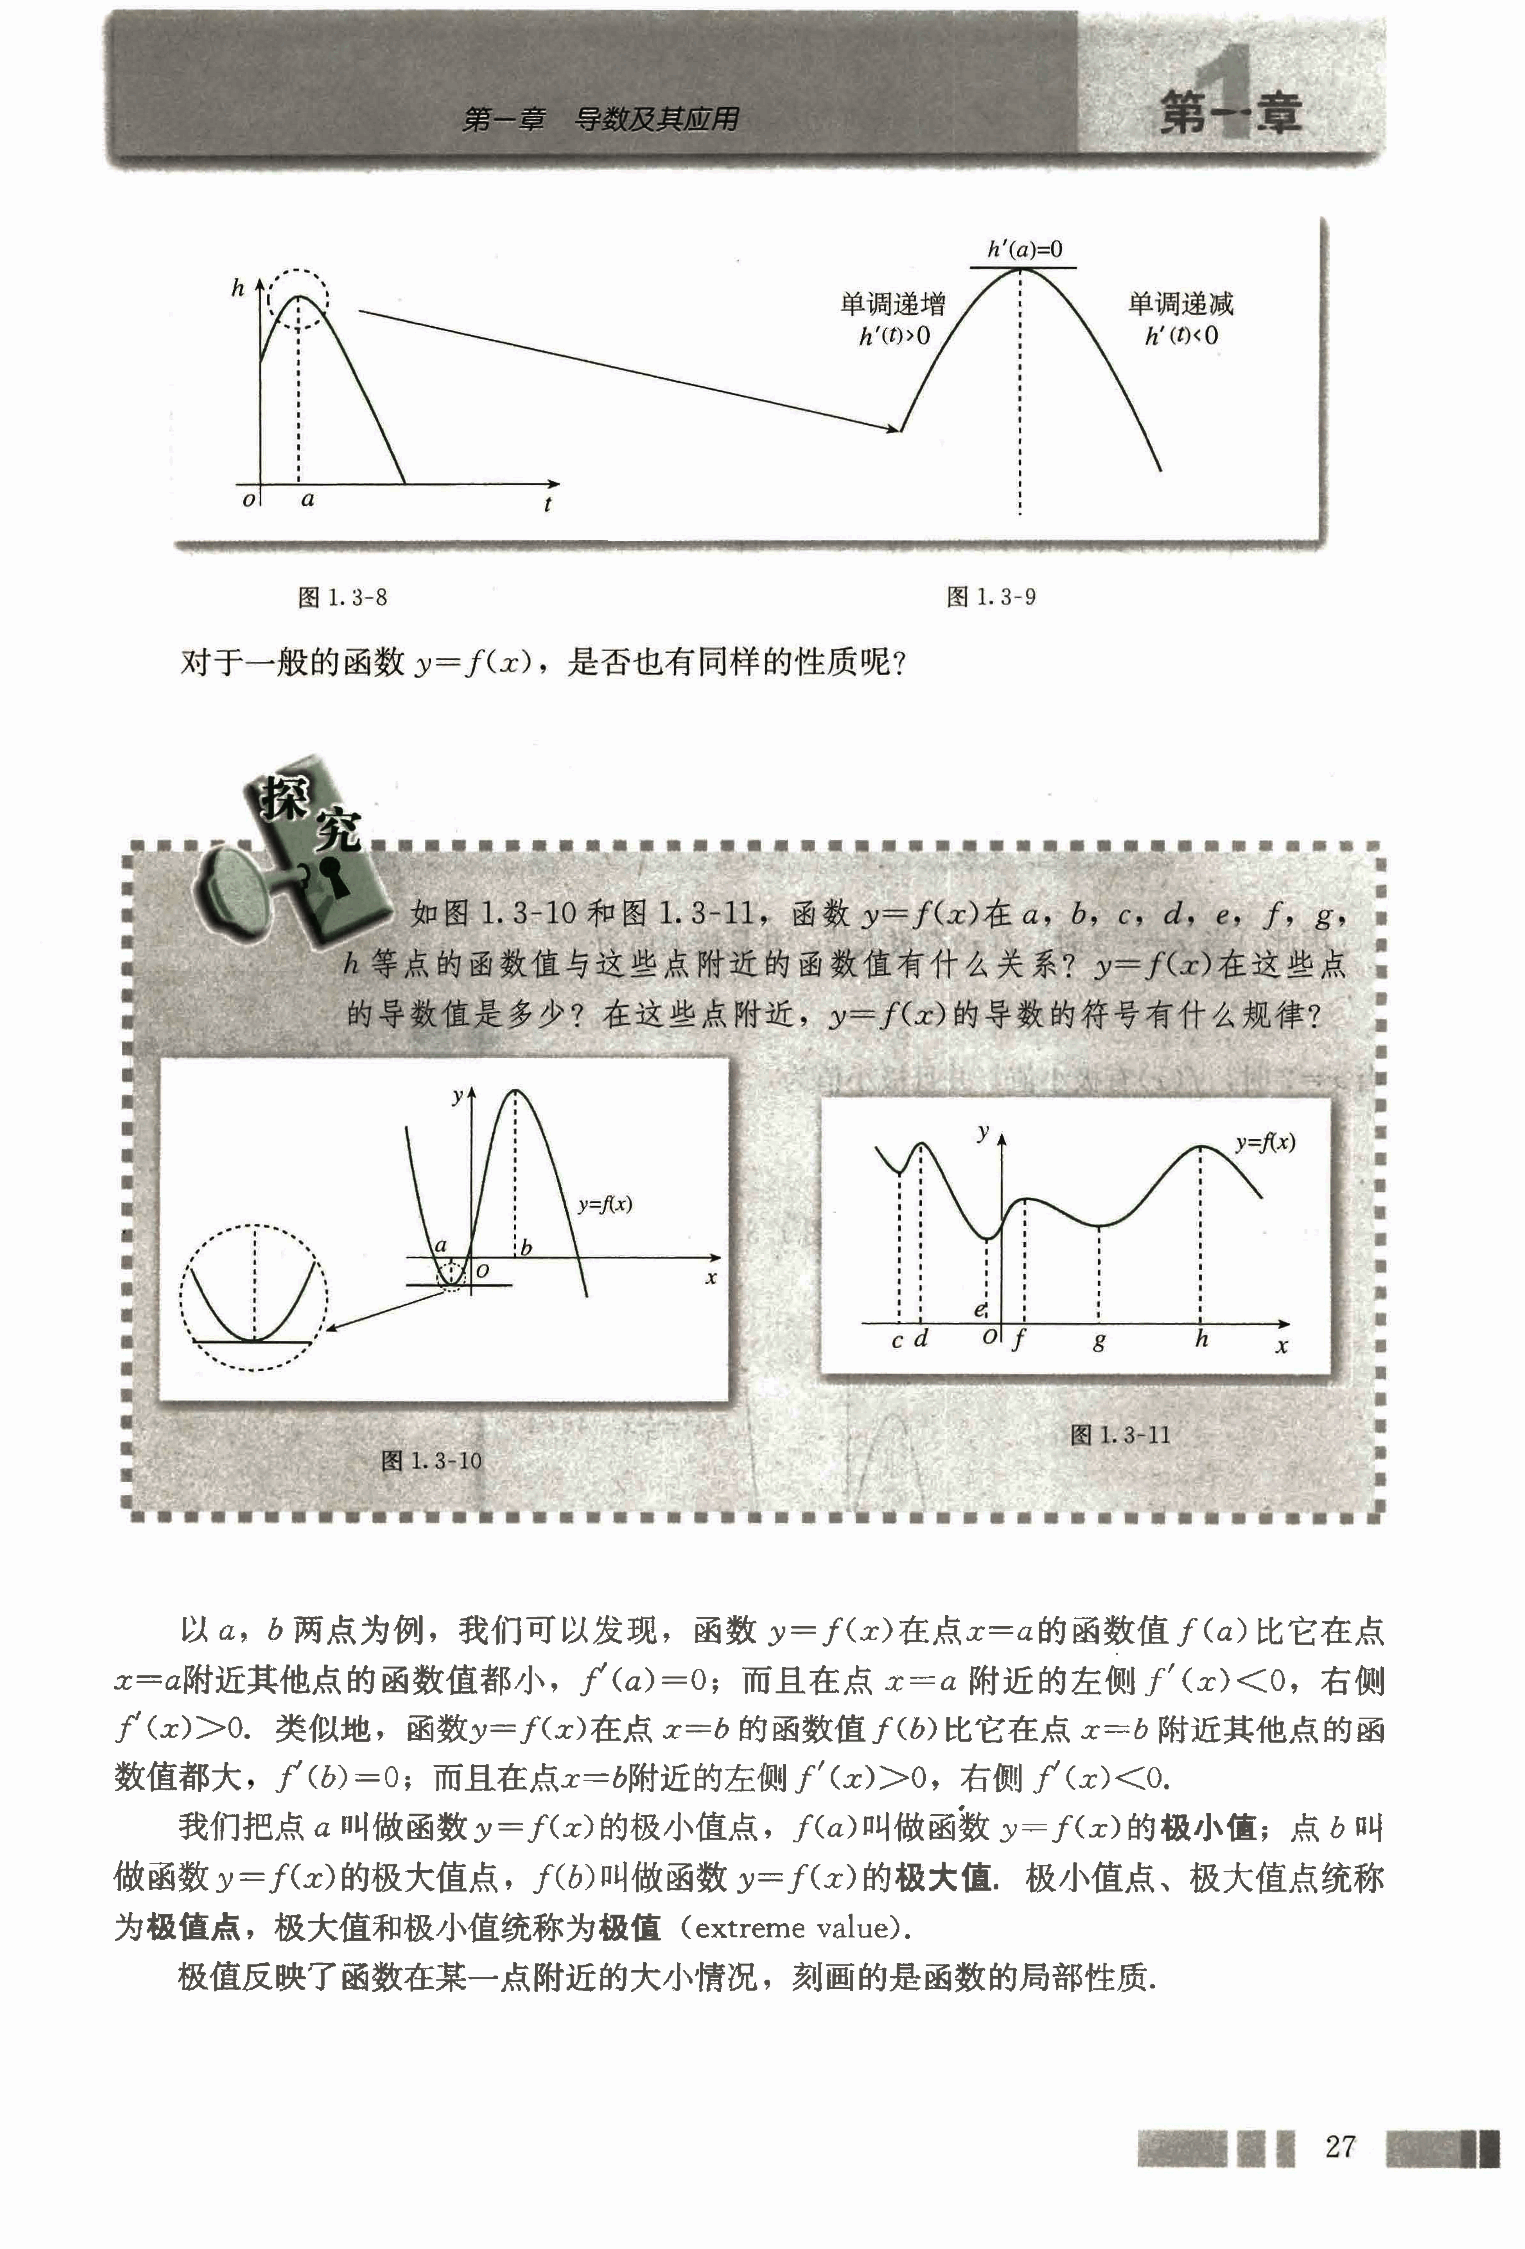 第一章 导数及其应用
第一章
1
h
o
a
t
h′(a)=0
单调递增
h′(t)>0
单调递减
h′(t)<0
图 1.3-8
图 1.3-9
对于一般的函数 y=f(x)，是否也有同样的性质呢?
探究
如图 1.3-10 和图 1.3-11，函数 y=f(x)在 a，b，c，d，e，f，g，
h 等点的函数值与这些点附近的函数值有什么关系? y=f(x)在这些点
的导数值是多少? 在这些点附近，y=f(x)的导数的符号有什么规律?
y
y=f(x)
a
b
O
x
图 1.3-10
y
y=f(x)
e
c d
O f
g
h
x
图 1.3-11
以 a，b 两点为例，我们可以发现，函数 y=f(x)在点x=a的函数值 f(a)比它在点
x=a附近其他点的函数值都小，f′(a)=0；而且在点 x=a 附近的左侧 f′(x)<0，右侧
f′(x)>0. 类似地，函数y=f(x)在点 x=b 的函数值 f(b)比它在点 x=b 附近其他点的函
数值都大，f′(b)=0；而且在点x=b附近的左侧 f′(x)>0，右侧 f′(x)<0.
我们把点 a 叫做函数 y=f(x)的极小值点，f(a)叫做函数 y=f(x)的极小值；点 b 叫
做函数 y=f(x)的极大值点，f(b)叫做函数 y=f(x)的极大值. 极小值点、极大值点统称
为极值点，极大值和极小值统称为极值（extreme value).
极值反映了函数在某一点附近的大小情况，刻画的是函数的局部性质.
27